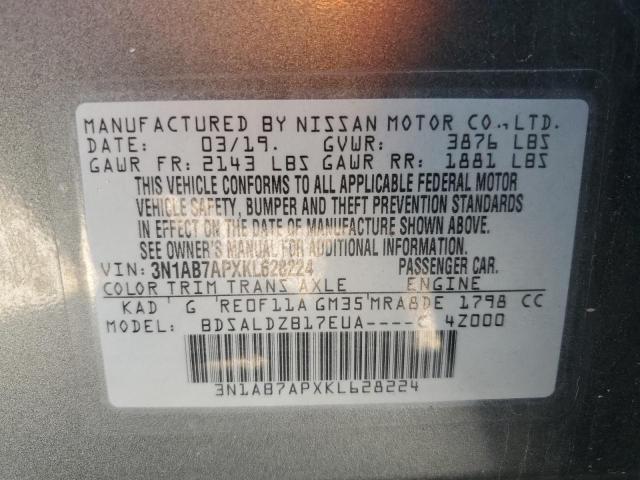 MANUFACTURED BY NISSAN MOTOR CO., LTD.
DATE: 03/19. GVWR: 3876 LBS
GAWR FR: 2143 LBS GAWR RR: 1881 LBS
THIS VEHICLE CONFORMS TO ALL APPLICABLE FEDERAL MOTOR
VEHICLE SAFETY, BUMPER AND THEFT PREVENTION STANDARDS
IN EFFECT ON THE DATE OF MANUFACTURE SHOWN ABOVE.
SEE OWNER'S MANUAL FOR ADDITIONAL INFORMATION.
VIN: 3N1AB7APXKL628224 PASSENGER CAR.
COLOR TRIM TRANS AXLE ENGINE
KAD G RE0F11A GM35 MRA8DE 1798 CC
MODEL: BDSALDZB17EUA----C 4Z000
3N1AB7APXKL628224